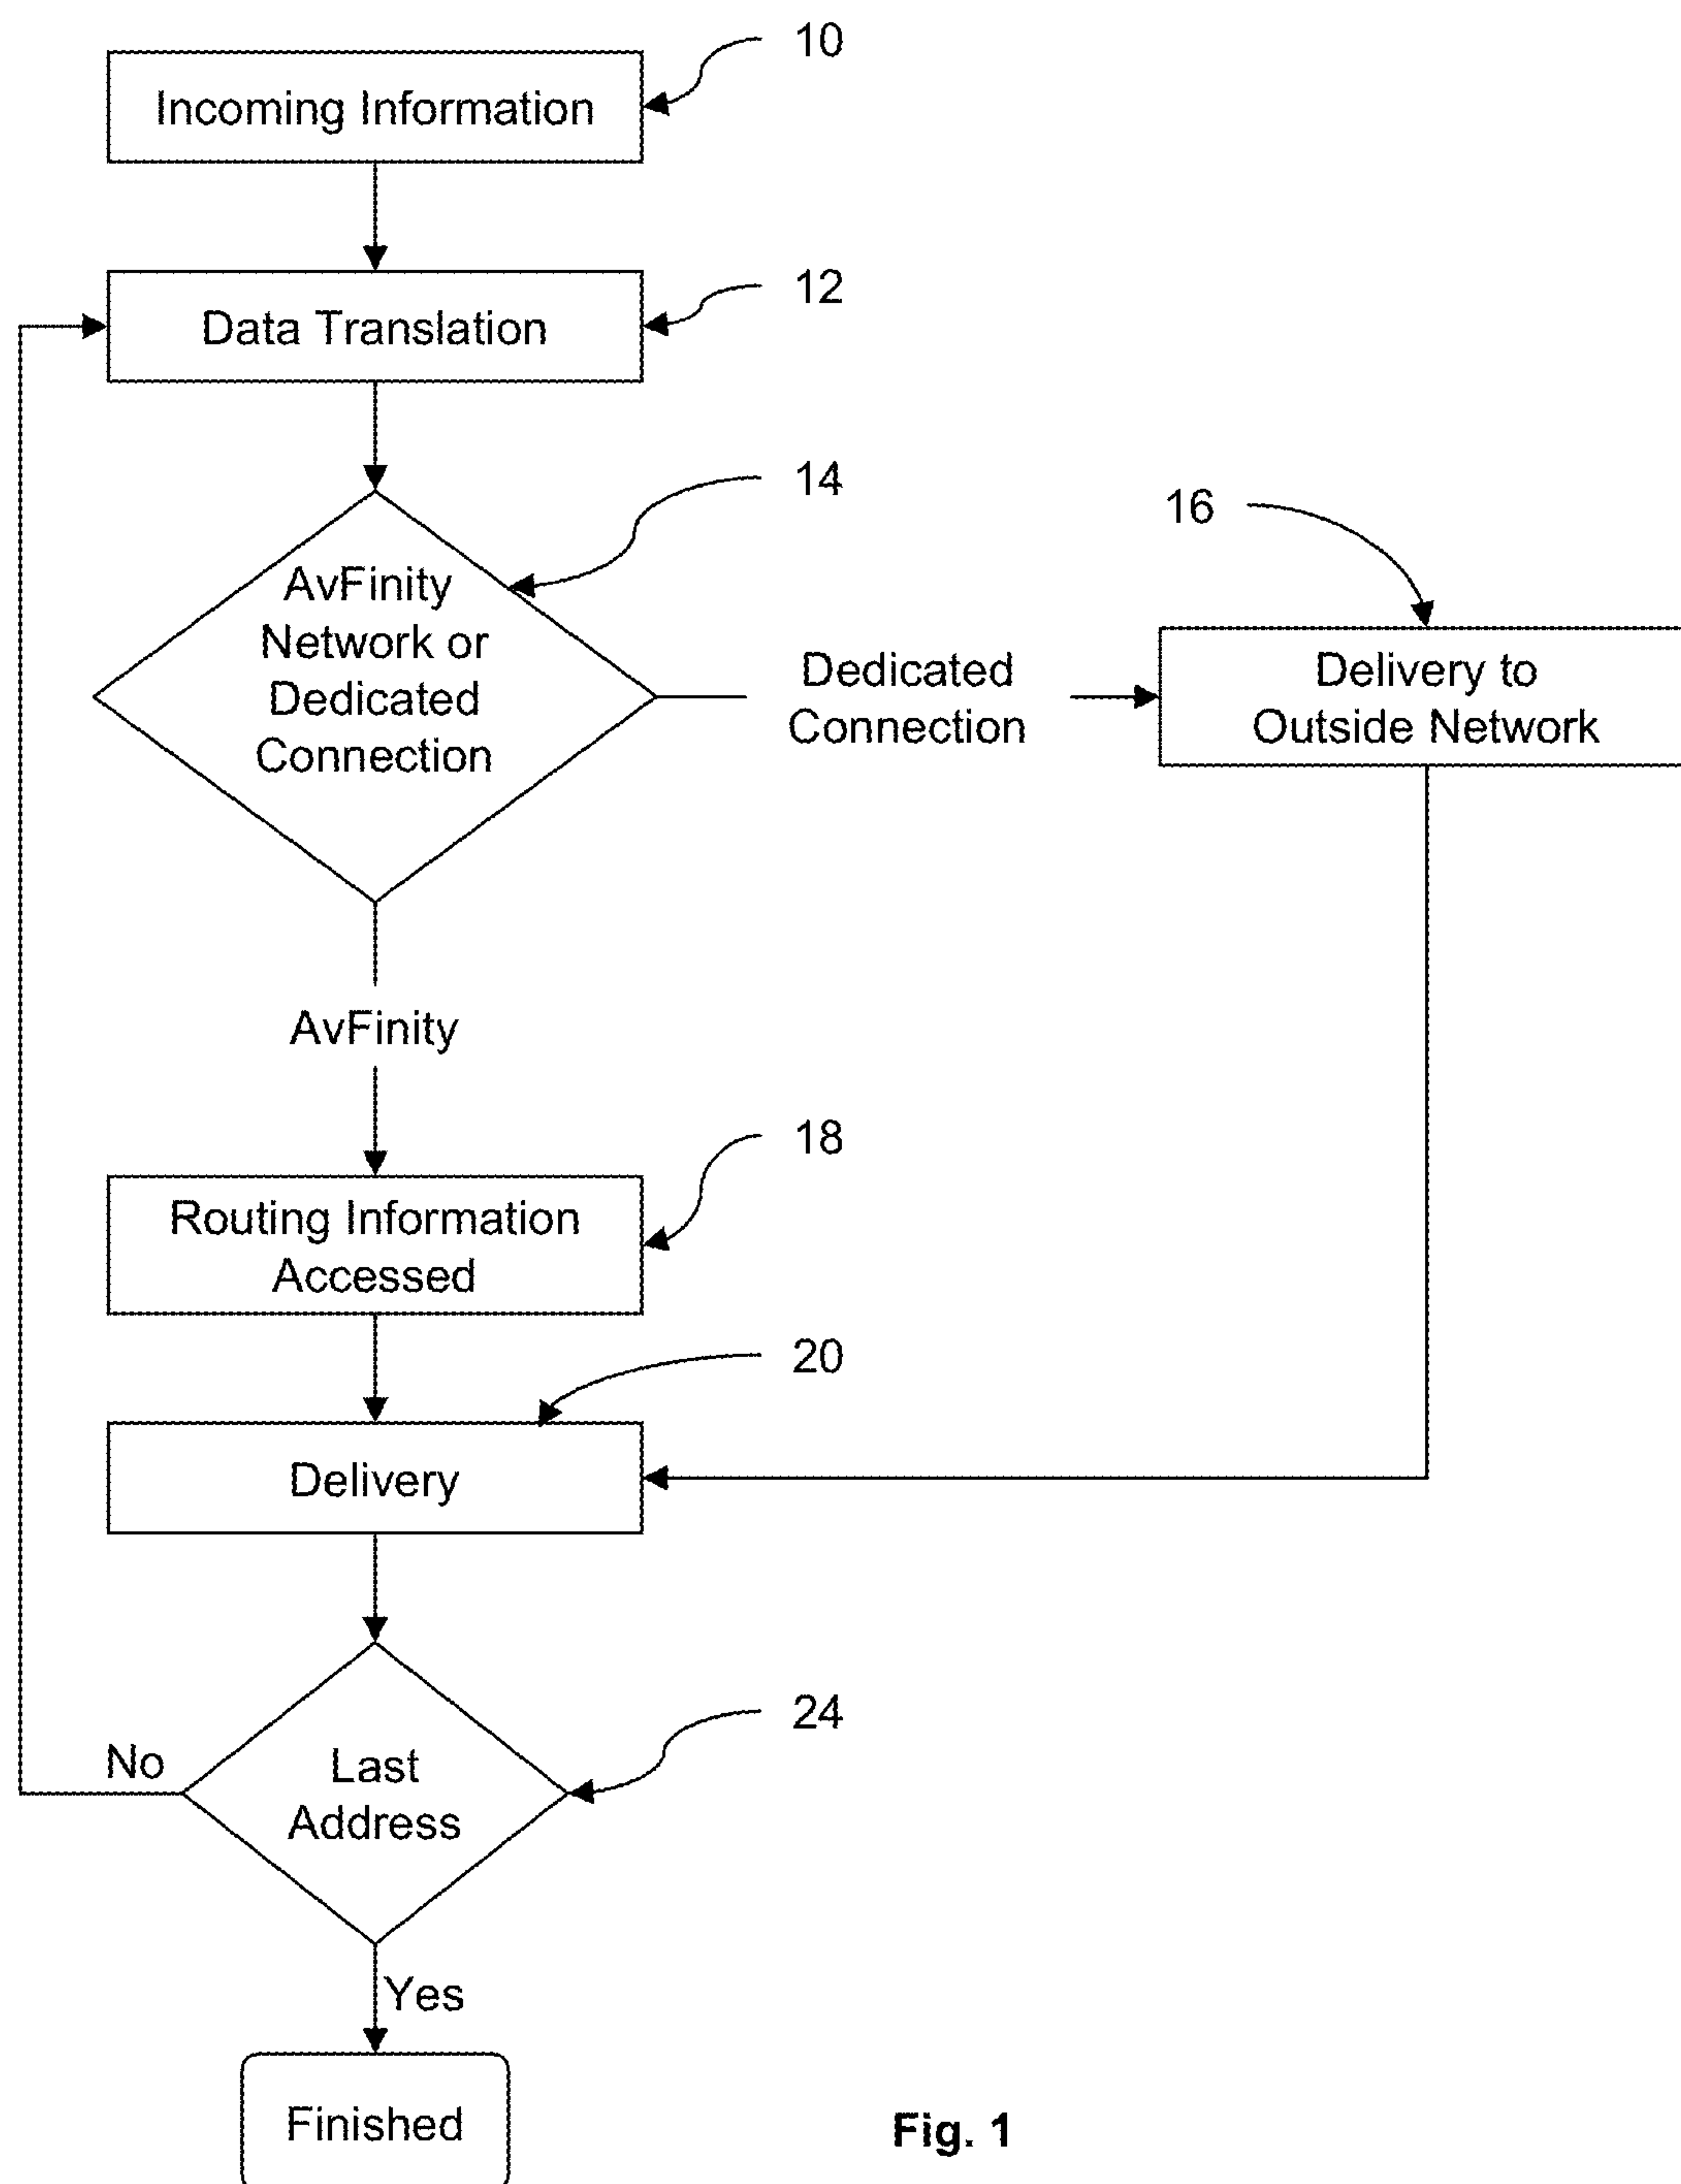 10
Incoming Information
12
Data Translation
14
16
AvFinity
Network or
Dedicated
Connection
Dedicated
Connection
Delivery to
Outside Network
AvFinity
18
Routing Information
Accessed
20
Delivery
24
No
Last
Address
Yes
Finished
Fig. 1